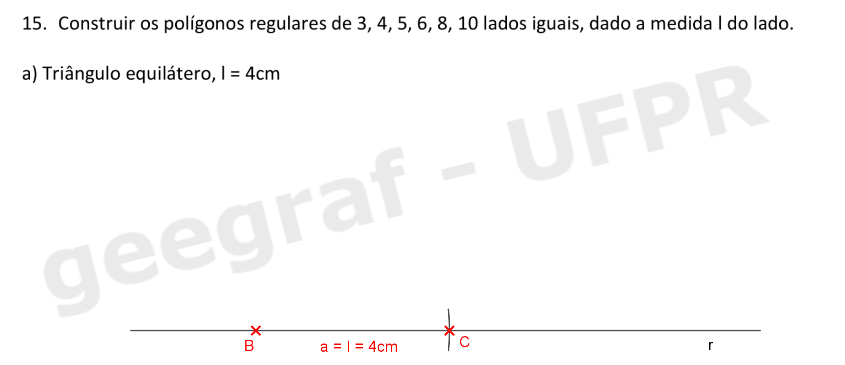 15. Construir os polígonos regulares de 3, 4, 5, 6, 8, 10 lados iguais, dado a medida l do lado.
a) Triângulo equilátero, l = 4cm
geegraf - UFPR
B
a = l = 4cm
C
r